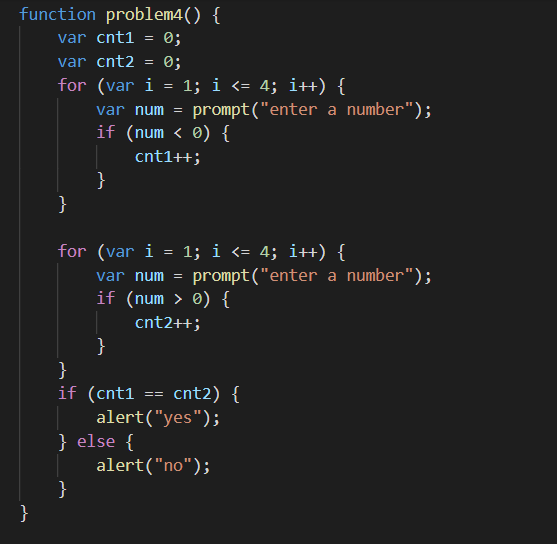 function problem4() {
    var cnt1 = 0;
    var cnt2 = 0;
    for (var i = 1; i <= 4; i++) {
        var num = prompt("enter a number");
        if (num < 0) {
            cnt1++;
        }
    }

    for (var i = 1; i <= 4; i++) {
        var num = prompt("enter a number");
        if (num > 0) {
            cnt2++;
        }
    }
    if (cnt1 == cnt2) {
        alert("yes");
    } else {
        alert("no");
    }
}